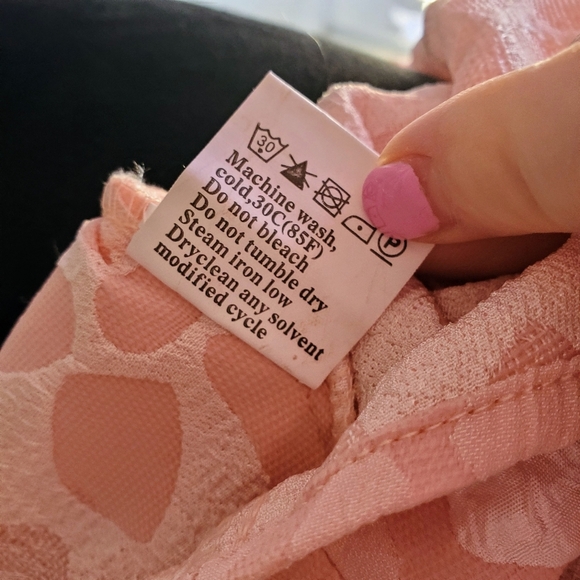 30 P
Machine wash,
cold,30C(85F)
Do not bleach
Do not tumble dry
Steam iron low
Dryclean any solvent
modified cycle